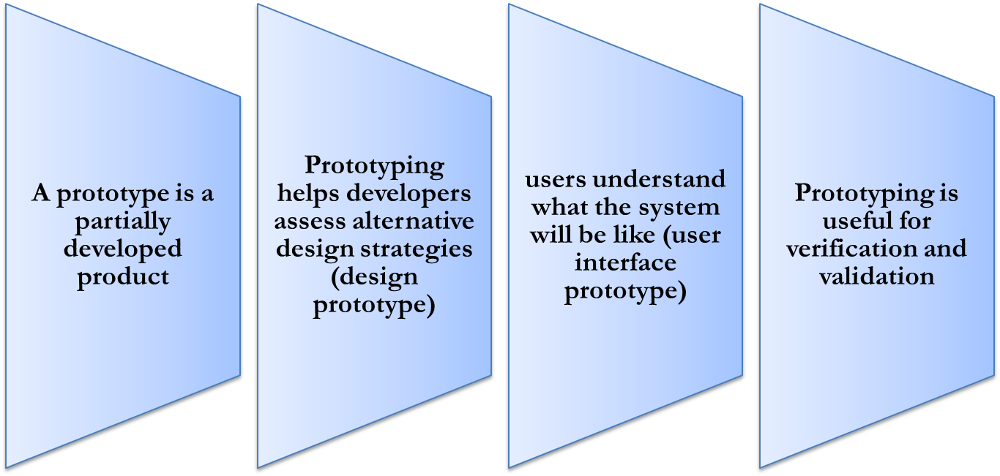 A prototype is a
partially
developed
product
Prototyping
helps developers
assess alternative
design strategies
(design
prototype)
users understand
what the system
will be like (user
interface
prototype)
Prototyping is
useful for
verification and
validation